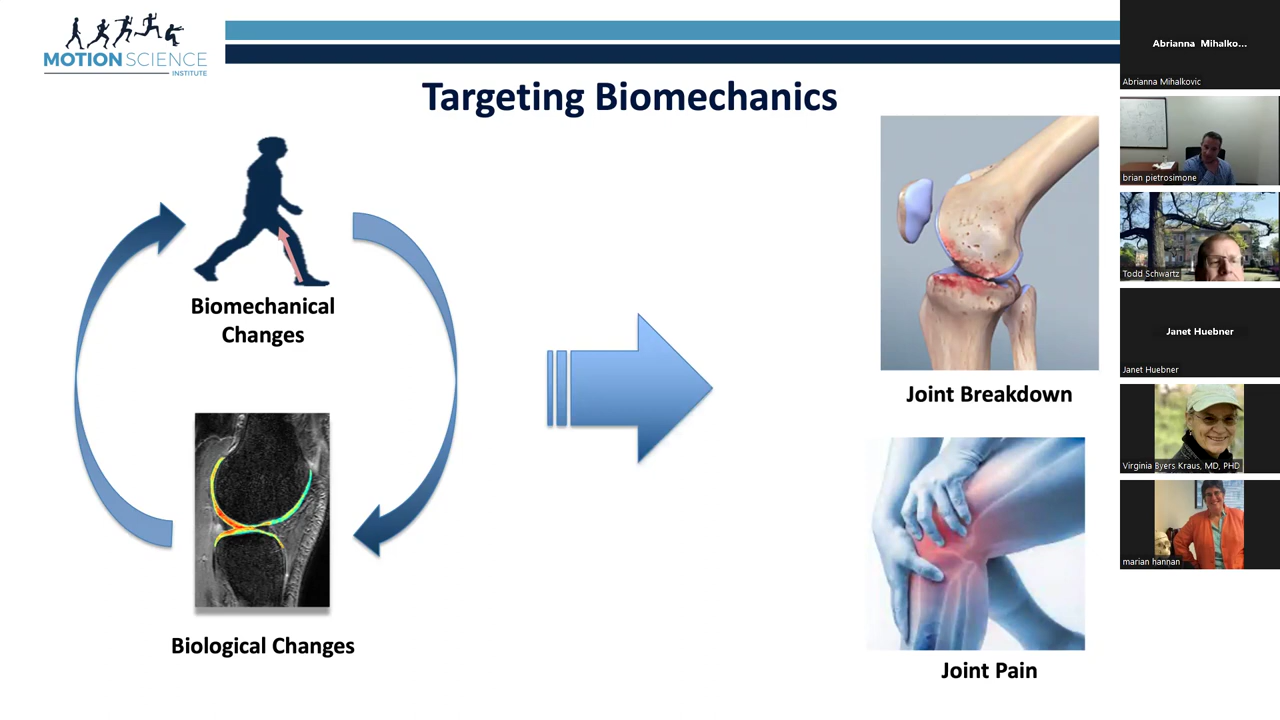 MOTION SCIENCE
INSTITUTE
Targeting Biomechanics
Biomechanical
Changes
Biological Changes
Joint Breakdown
Joint Pain
Abrianna Mihalko...
Abrianna Mihalkovic
brian pietrosimone
Todd Schwartz
Janet Huebner
Janet Huebner
Virginia Byers Kraus, MD, PHD
marian hannan